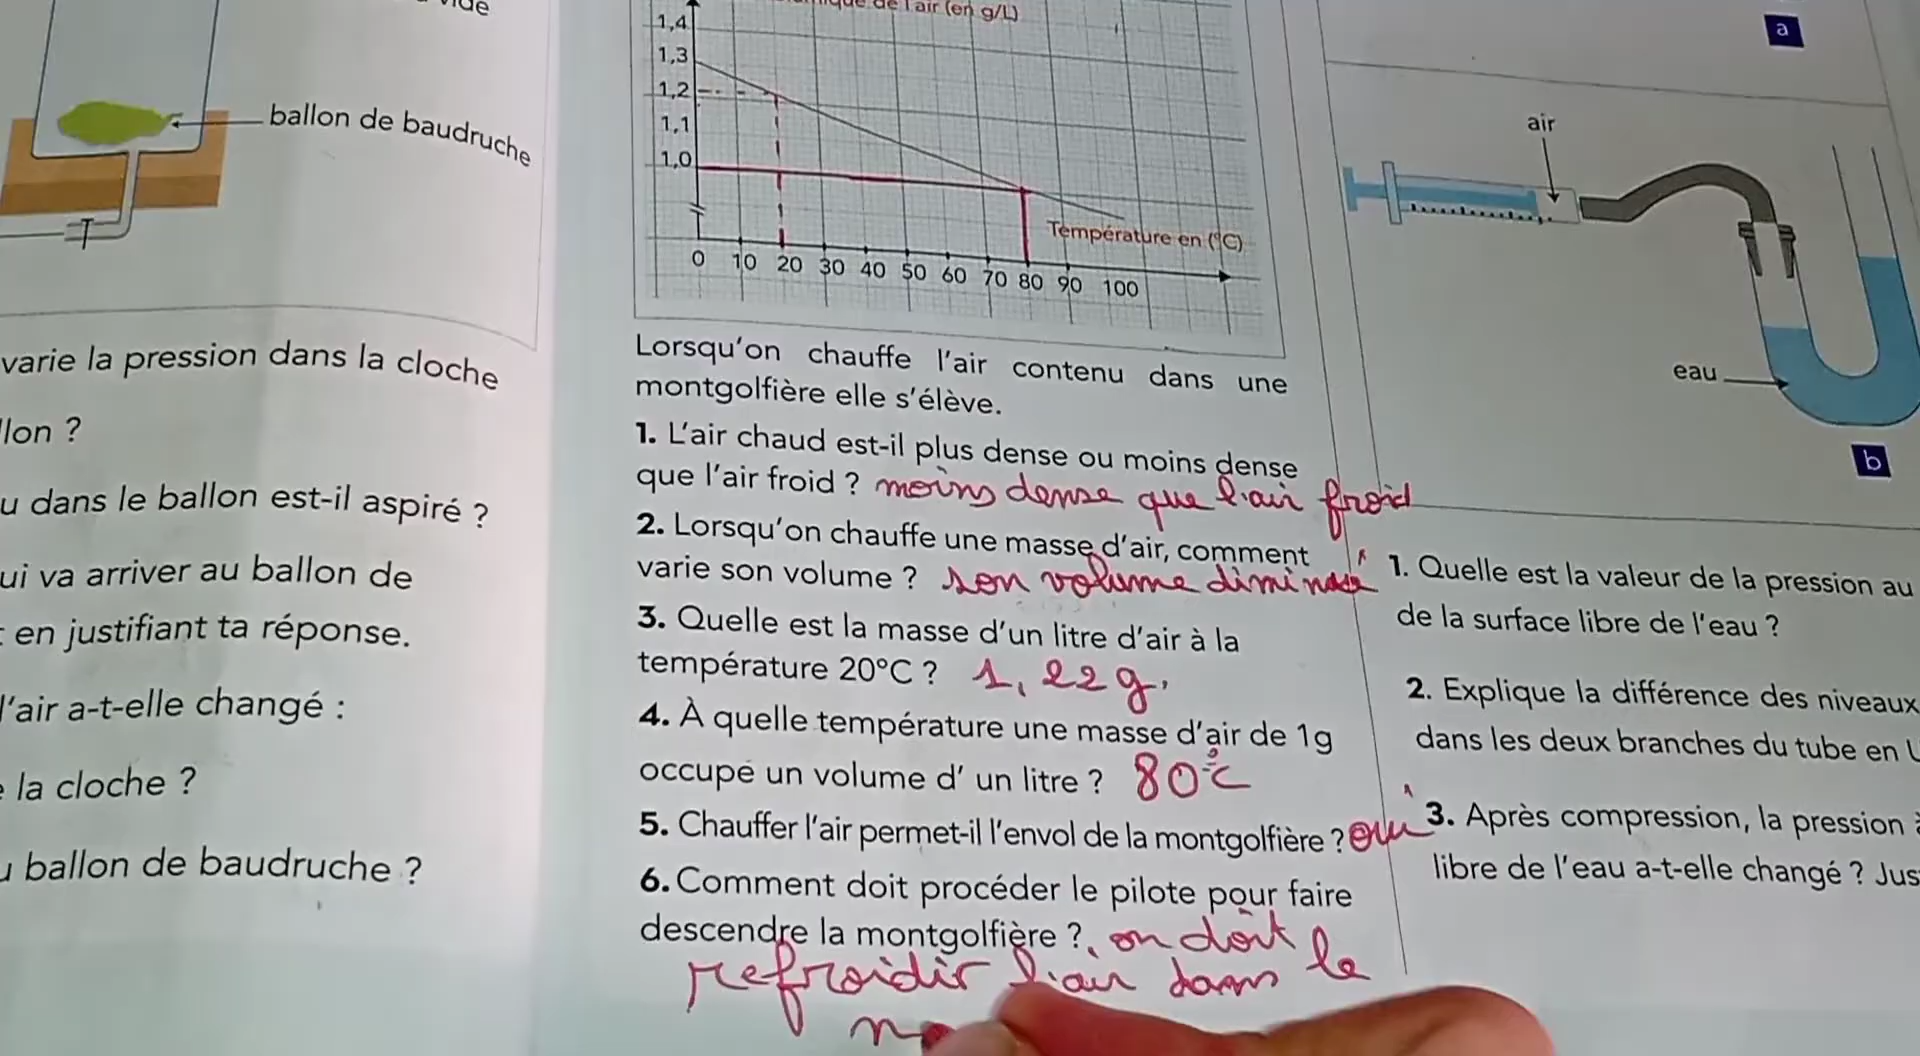 ballon de baudruche
varie la pression dans la cloche
u dans le ballon est-il aspiré ?
ui va arriver au ballon de
en justifiant ta réponse.
l'air a-t-elle changé :
la cloche ?
ballon de baudruche ?
de l'air (en g/L)
1,4
1,3
1,2
1,1
1,0
Température en (°C)
0 10 20 30 40 50 60 70 80 90 100
Lorsqu'on chauffe l'air contenu dans une
montgolfière elle s'élève.
1. L'air chaud est-il plus dense ou moins dense
que l'air froid ? moins dense que l'air froid
2. Lorsqu'on chauffe une masse d'air, comment
varie son volume ? son volume diminue
3. Quelle est la masse d'un litre d'air à la
température 20°C ? 1,22g
4. À quelle température une masse d'air de 1g
occupe un volume d' un litre ? 80°C
5. Chauffer l'air permet-il l'envol de la montgolfière ? oui
6. Comment doit procéder le pilote pour faire
descendre la montgolfière ? on doit
refroidir l'air dans le
a
air
eau
b
1. Quelle est la valeur de la pression au
de la surface libre de l'eau ?
2. Explique la différence des niveaux
dans les deux branches du tube en
3. Après compression, la pression
libre de l'eau a-t-elle changé ? Jus